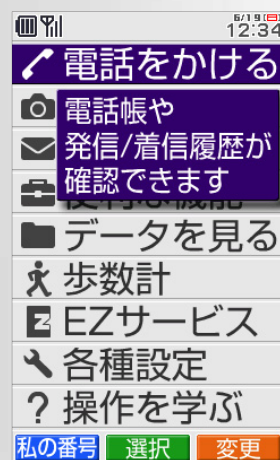 6/19(日)
12:34
電話をかける
電話帳や
発信/着信履歴が
確認できます
データを見る
歩数計
EZサービス
各種設定
? 操作を学ぶ
私の番号 選択 変更